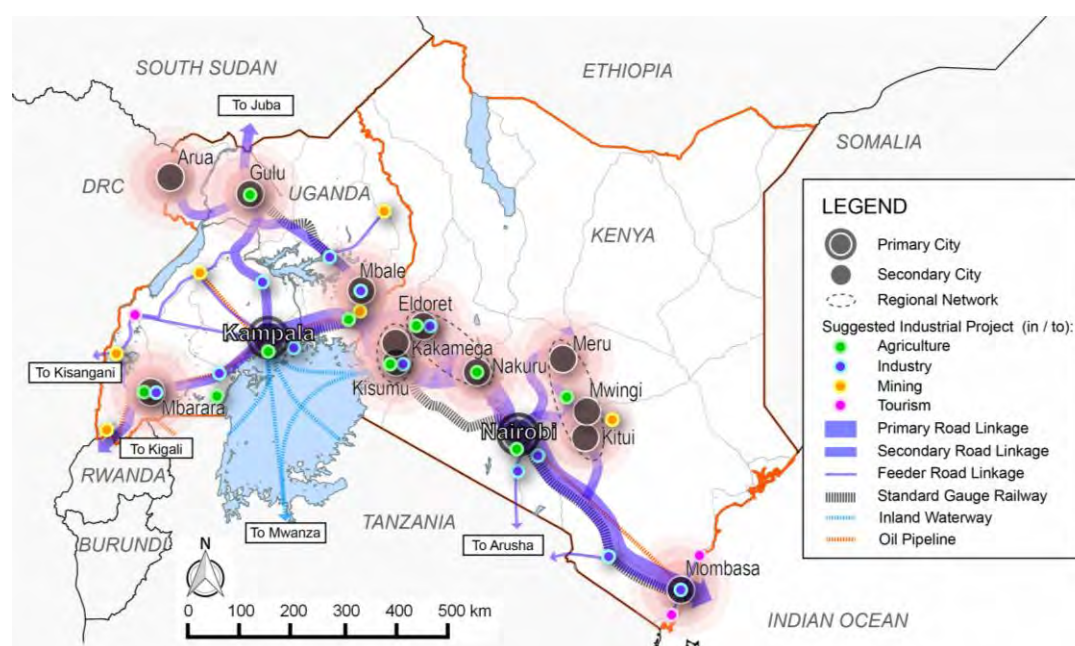 SOUTH SUDAN
ETHIOPIA
To Juba
SOMALIA
Arua
Gulu
DRC
UGANDA
KENYA
Mbale
Eldoret
Kampala
Kakamega
Meru
Nakuru
To Kisangani
Kisumu
Mwingi
Mbarara
Nairobi
Kitui
To Kigali
RWANDA
To Mwanza
TANZANIA
To Arusha
BURUNDI
N
Mombasa
0 100 200 300 400 500 km
INDIAN OCEAN
LEGEND
Primary City
Secondary City
Regional Network
Suggested Industrial Project (in / to):
Agriculture
Industry
Mining
Tourism
Primary Road Linkage
Secondary Road Linkage
Feeder Road Linkage
Standard Gauge Railway
Inland Waterway
Oil Pipeline